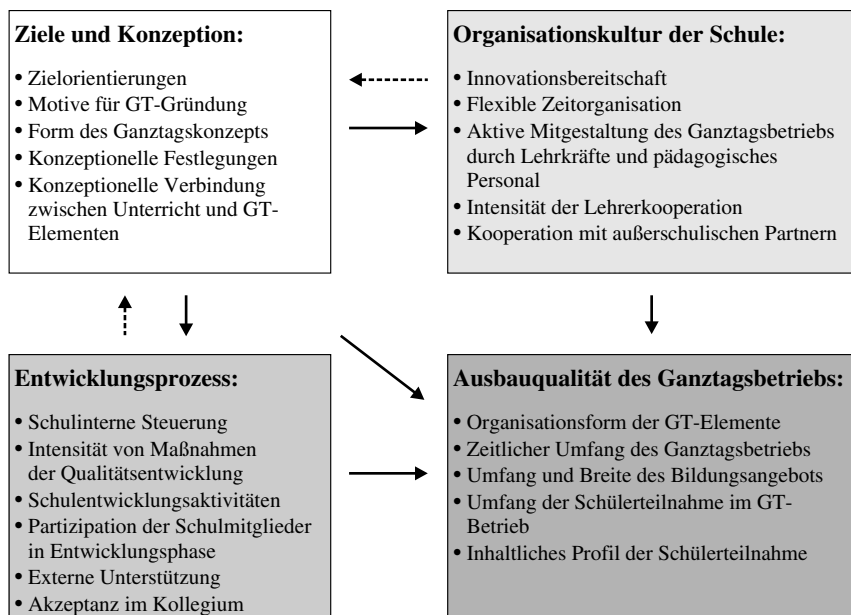 Ziele und Konzeption:
• Zielorientierungen
• Motive für GT-Gründung
• Form des Ganztagskonzepts
• Konzeptionelle Festlegungen
• Konzeptionelle Verbindung
zwischen Unterricht und GT-
Elementen
Organisationskultur der Schule:
• Innovationsbereitschaft
• Flexible Zeitorganisation
• Aktive Mitgestaltung des Ganztagsbetriebs
durch Lehrkräfte und pädagogisches
Personal
• Intensität der Lehrerkooperation
• Kooperation mit außerschulischen Partnern
Entwicklungsprozess:
• Schulinterne Steuerung
• Intensität von Maßnahmen
der Qualitätsentwicklung
• Schulentwicklungsaktivitäten
• Partizipation der Schulmitglieder
in Entwicklungsphase
• Externe Unterstützung
• Akzeptanz im Kollegium
Ausbauqualität des Ganztagsbetriebs:
• Organisationsform der GT-Elemente
• Zeitlicher Umfang des Ganztagsbetriebs
• Umfang und Breite des Bildungsangebots
• Umfang der Schülerteilnahme im GT-
Betrieb
• Inhaltliches Profil der Schülerteilnahme